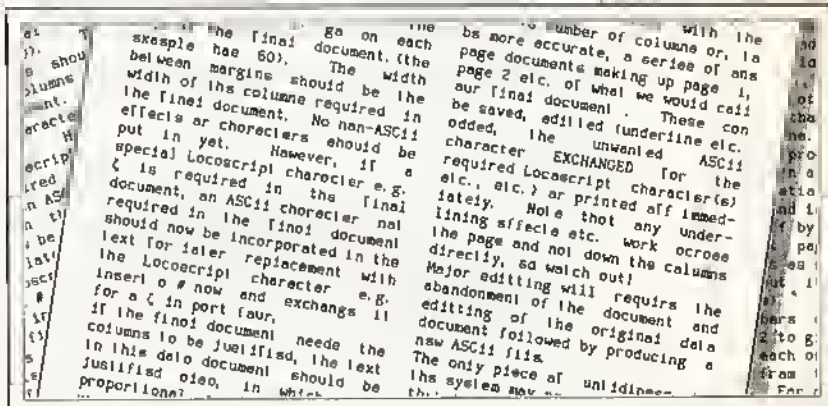 the final document, (the
example has 60). The width
between margins should be the
width of the columns required in
the final document. No non-ASCii
effects or characters should be
put in yet. However, if a
special Locoscript character e.g.
ζ is required in the final
document, an ASCii character not
required in the final document
should now be incorporated in the
text for later replacement with
the Locoscript character e.g.
insert a # now and exchange it
for a ζ in part four.
if the final document needs the
columns to be justified, the text
in this data document should be
justified also, in which
proportional
number of columns or, to
be more accurate, a series of ans
page documents making up page 1,
page 2 etc. of what we would call
our final document. These can
be saved, editted (underline etc.
added, the unwanted ASCii
character EXCHANGED for the
required Locoscript character(s)
etc., etc.) or printed off immed-
iately. Note that any under-
lining effects etc. work across
the page and not down the columns
directly, so watch out!
Major editting will require the
abandonment of the document and
editting of the original data
document followed by producing a
new ASCii file.
The only piece of untidiness
the system may